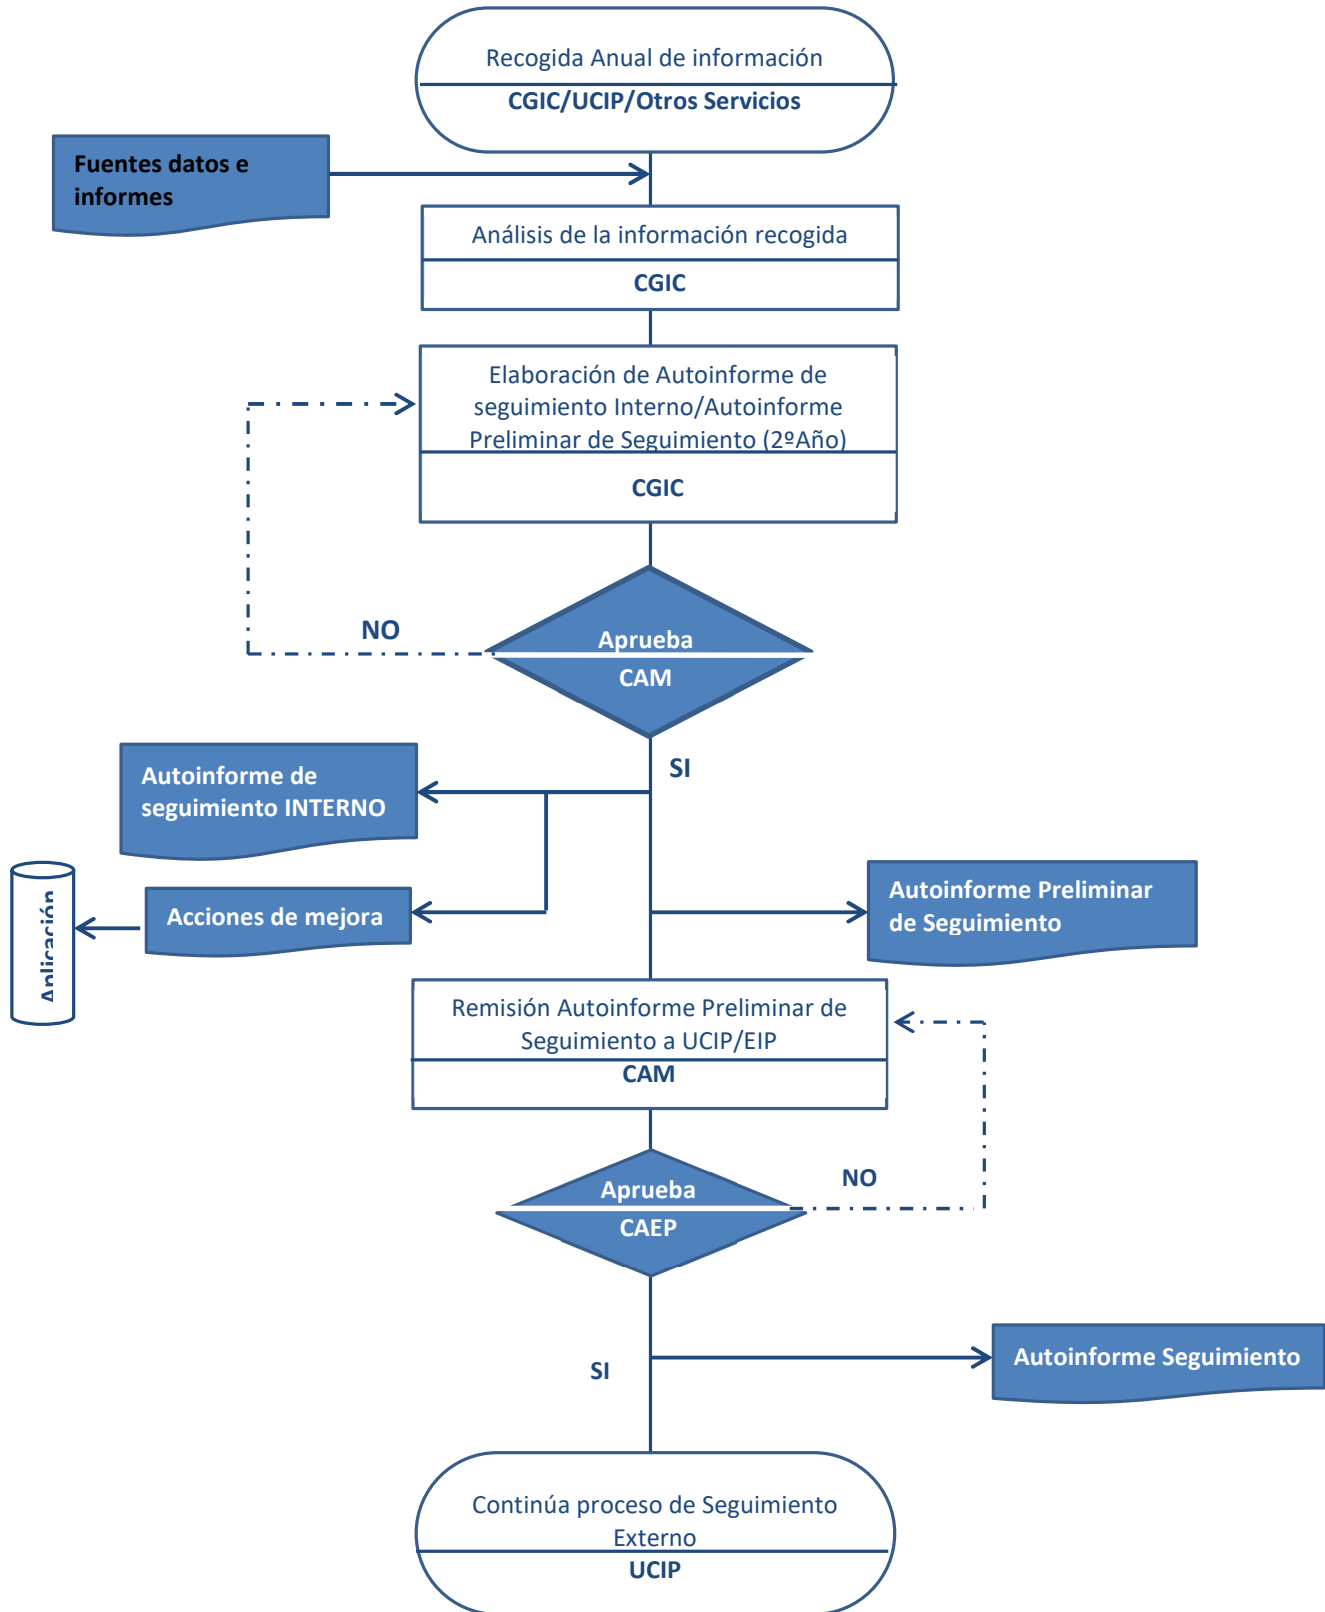 Recogida Anual de información
CGIC/UCIP/Otros Servicios
Fuentes datos e
informes
Análisis de la información recogida
CGIC
Elaboración de Autoinforme de
seguimiento Interno/Autoinforme
Preliminar de Seguimiento (2ºAño)
CGIC
NO
Aprueba
CAM
SI
Autoinforme de
seguimiento INTERNO
Autoinforme Preliminar
de Seguimiento
Aplicación
Acciones de mejora
Remisión Autoinforme Preliminar de
Seguimiento a UCIP/EIP
CAM
Aprueba
CAEP
NO
SI
Autoinforme Seguimiento
Continúa proceso de Seguimiento
Externo
UCIP